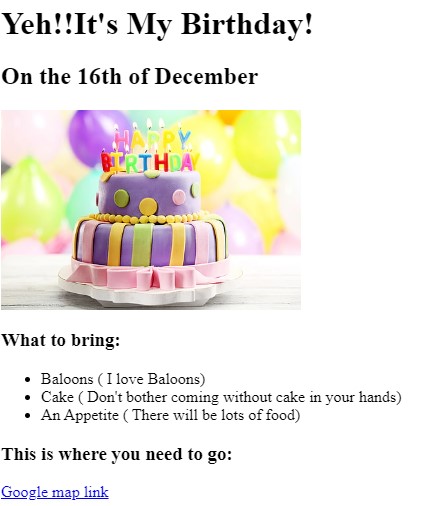 Yeh!!It's My Birthday!
On the 16th of December
HAPPY
BIRTHDAY
What to bring:
Baloons ( I love Baloons)
Cake ( Don't bother coming without cake in your hands)
An Appetite ( There will be lots of food)
This is where you need to go:
Google map link